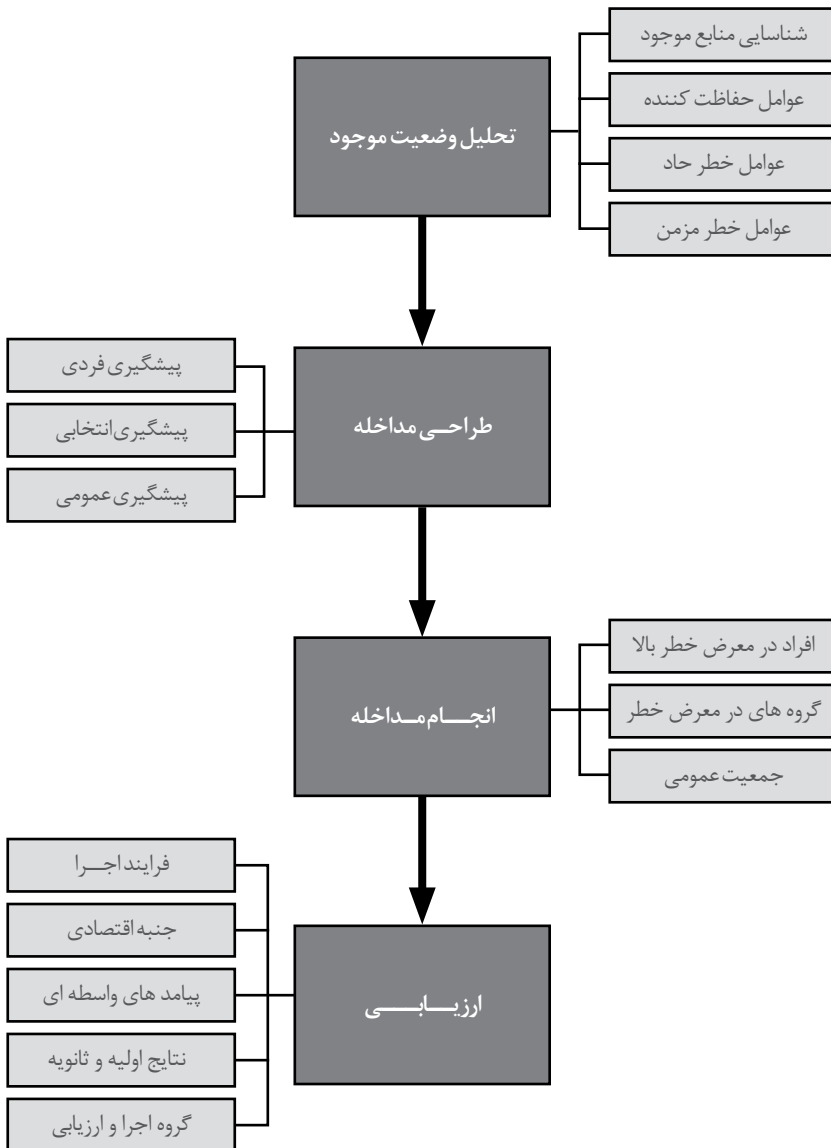 تحلیل وضعیت موجود
شناسایی منابع موجود
عوامل حفاظت کننده
عوامل خطر حاد
عوامل خطر مزمن
طراحی مداخله
پیشگیری فردی
پیشگیری انتخابی
پیشگیری عمومی
انجام مداخله
افراد در معرض خطر بالا
گروه های در معرض خطر
جمعیت عمومی
ارزیابی
فرایند اجرا
جنبه اقتصادی
پیامد های واسطه ای
نتایج اولیه و ثانویه
گروه اجرا و ارزیابی